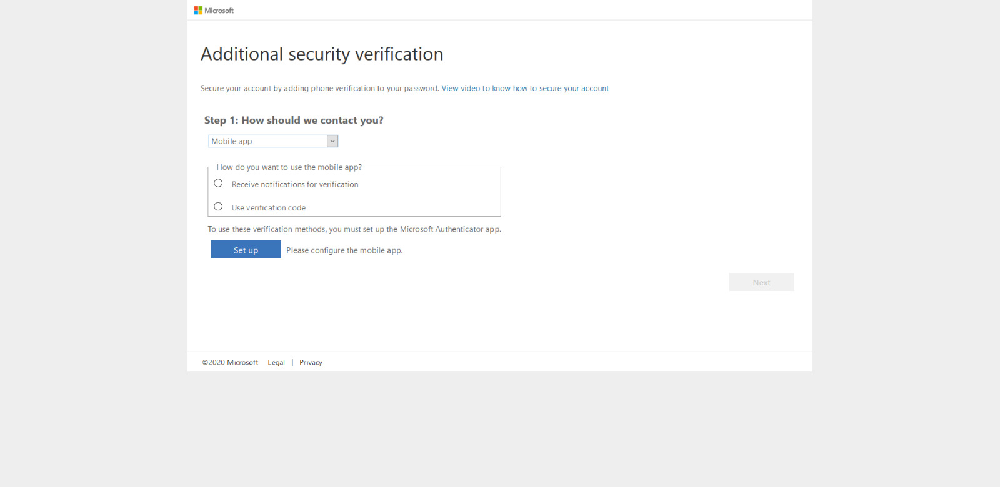 Microsoft
Additional security verification
Secure your account by adding phone verification to your password. View video to know how to secure your account
Step 1: How should we contact you?
Mobile app
How do you want to use the mobile app?
Receive notifications for verification
Use verification code
To use these verification methods, you must set up the Microsoft Authenticator app.
Set up Please configure the mobile app.
Next
©2020 Microsoft Legal | Privacy